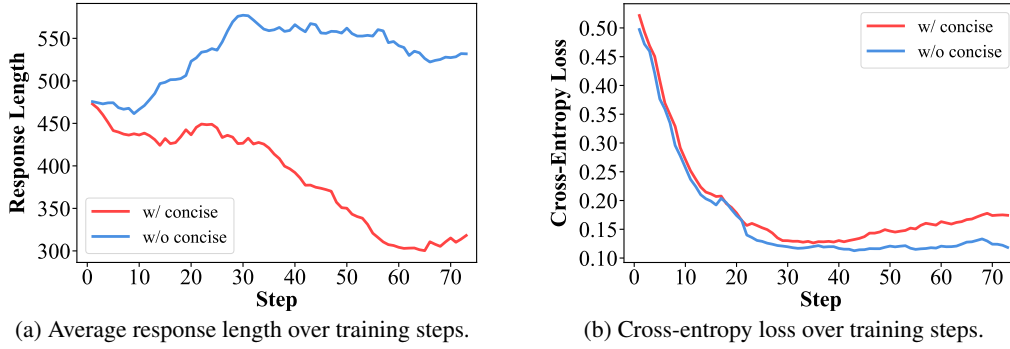 Response Length
550
500
450
400
350
300
w/ concise
w/o concise
0 10 20 30 40 50 60 70
Step
(a) Average response length over training steps.
Cross-Entropy Loss
0.50
0.45
0.40
0.35
0.30
0.25
0.20
0.15
0.10
w/ concise
w/o concise
0 10 20 30 40 50 60 70
Step
(b) Cross-entropy loss over training steps.